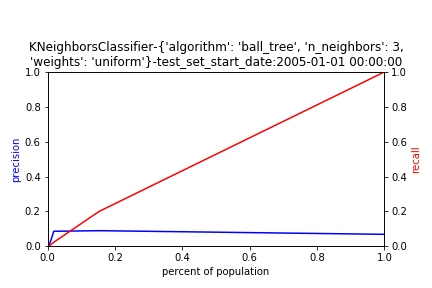 KNeighborsClassifier-{'algorithm': 'ball_tree', 'n_neighbors': 3,
'weights': 'uniform'}-test_set_start_date:2005-01-01 00:00:00
1.0
0.8
0.6
0.4
0.2
0.0
precision
1.0
0.8
0.6
0.4
0.2
0.0
recall
0.0 0.2 0.4 0.6 0.8 1.0
percent of population